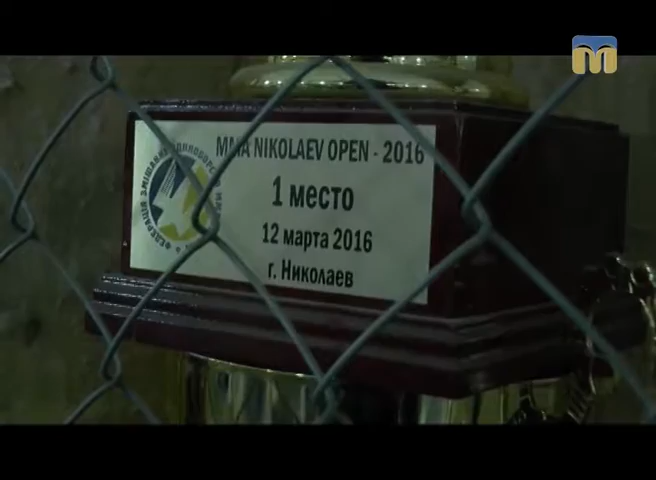 MMA NIKOLAEV OPEN - 2016
1 место
12 марта 2016
г. Николаев